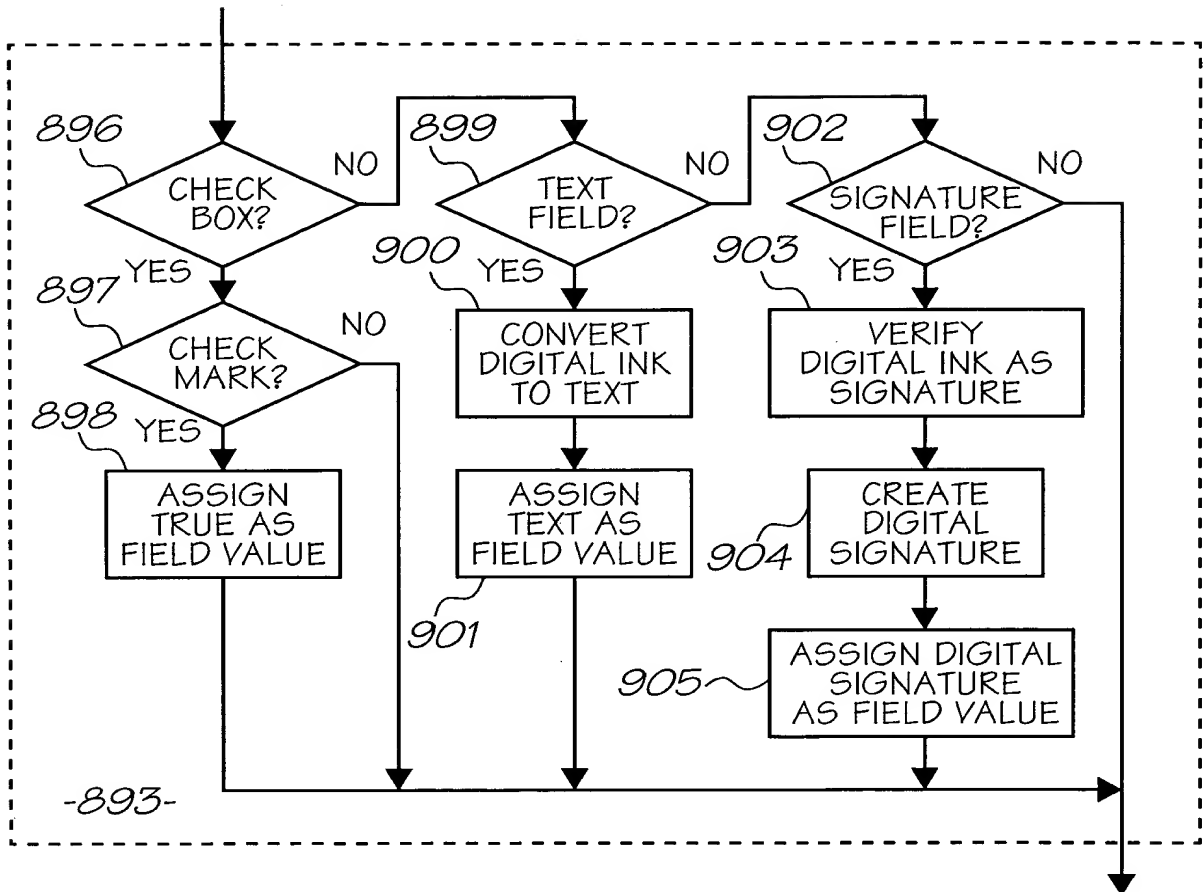 896
CHECK
BOX?
NO
YES
897
CHECK
MARK?
NO
YES
898
ASSIGN
TRUE AS
FIELD VALUE
899
TEXT
FIELD?
NO
YES
900
CONVERT
DIGITAL INK
TO TEXT
ASSIGN
TEXT AS
FIELD VALUE
901
902
SIGNATURE
FIELD?
NO
YES
903
VERIFY
DIGITAL INK AS
SIGNATURE
CREATE
DIGITAL
SIGNATURE
904
ASSIGN DIGITAL
SIGNATURE
AS FIELD VALUE
905
-893-